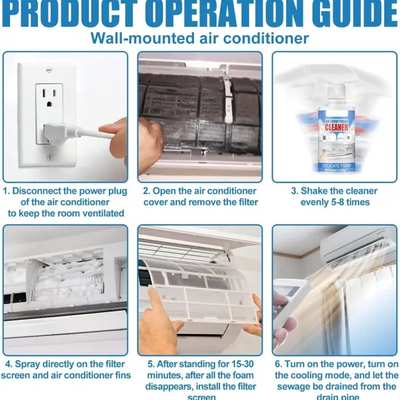 PRODUCT OPERATION GUIDE
Wall-mounted air conditioner
CLEANER
1. Disconnect the power plug
of the air conditioner
to keep the room ventilated
2. Open the air conditioner
cover and remove the filter
3. Shake the cleaner
evenly 5-8 times
4. Spray directly on the filter
screen and air conditioner fins
5. After standing for 15-30
minutes, after all the foam
disappears, install the filter
screen
6. Turn on the power, turn on
the cooling mode, and let the
sewage be drained from the
drain pipe